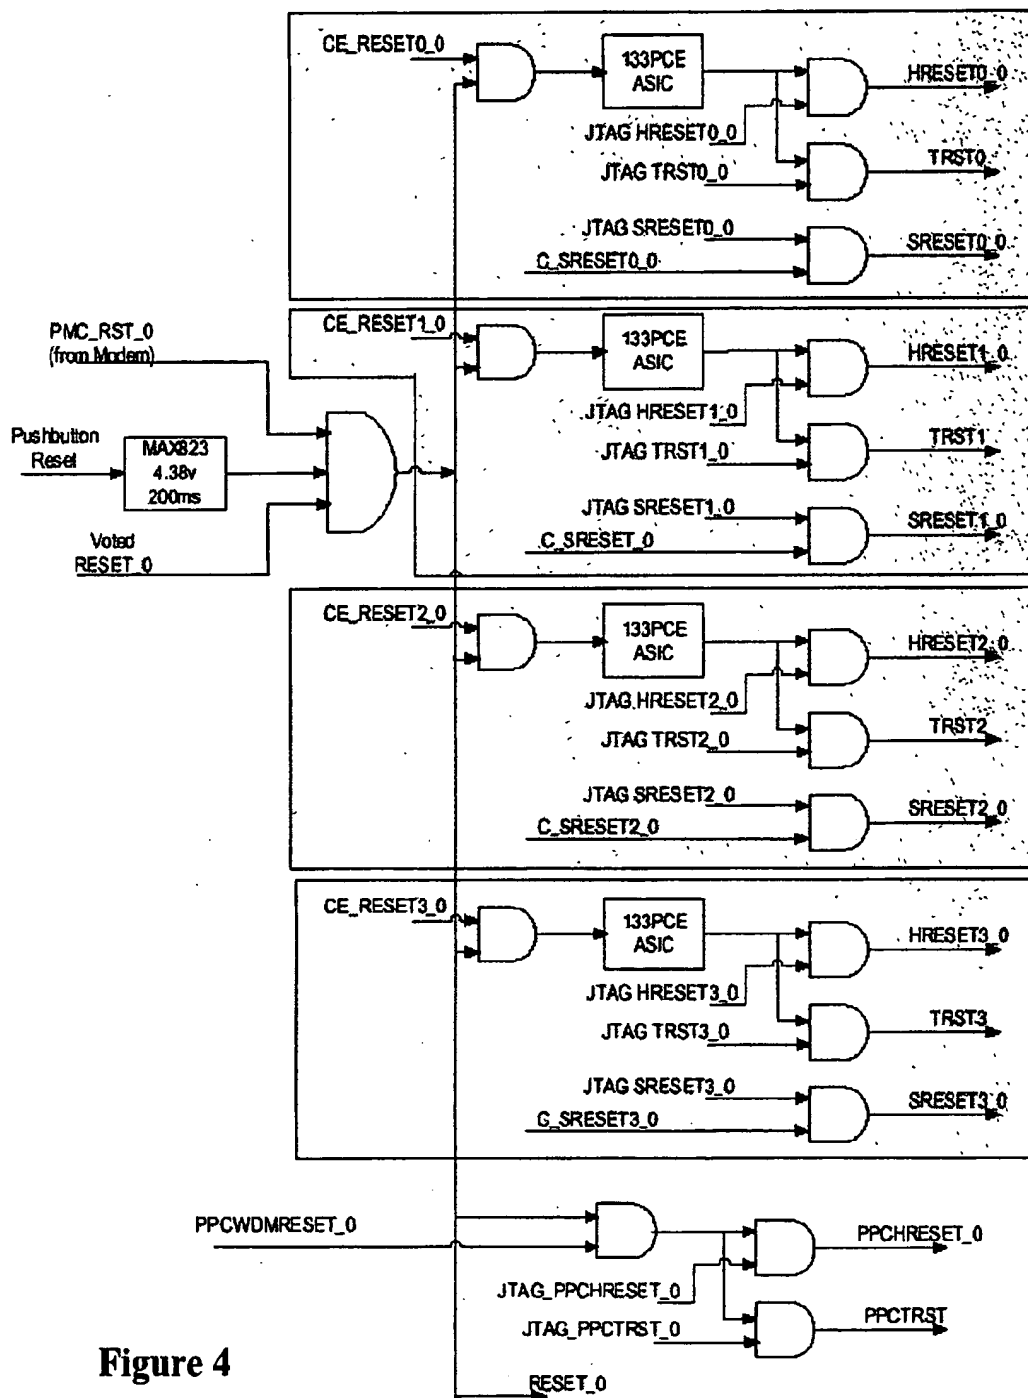 CE_RESET0_0
133PCE
ASIC
HRESET0_0
JTAG HRESET0_0
JTAG TRST0_0
TRST0
JTAG SRESET0_0
C_SRESET0_0
SRESET0_0
PMC_RST_0
(from Modem)
CE_RESET1_0
133PCE
ASIC
HRESET1_0
JTAG HRESET1_0
Pushbutton
Reset
MAX823
4.38v
200ms
JTAG TRST1_0
TRST1
JTAG SRESET1_0
C_SRESET_0
SRESET1_0
Voted
RESET_0
CE_RESET2_0
133PCE
ASIC
HRESET2_0
JTAG HRESET2_0
JTAG TRST2_0
TRST2
JTAG SRESET2_0
C_SRESET2_0
SRESET2_0
CE_RESET3_0
133PCE
ASIC
HRESET3_0
JTAG HRESET3_0
JTAG TRST3_0
TRST3
JTAG SRESET3_0
G_SRESET3_0
SRESET3_0
PPCWDMRESET_0
PPCHRESET_0
JTAG_PPCHRESET_0
JTAG_PPCTRST_0
PPCTRST
Figure 4
RESET_0